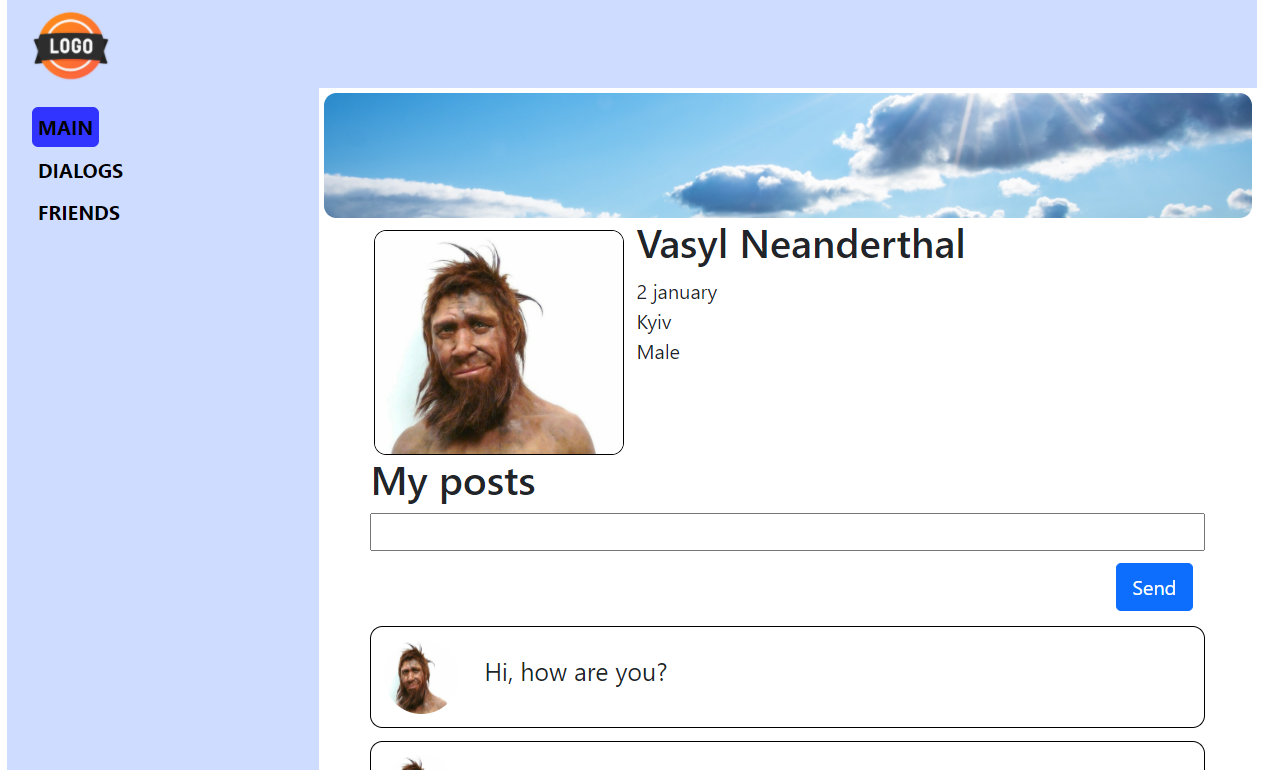 LOGO
MAIN
DIALOGS
FRIENDS
Vasyl Neanderthal
2 january
Kyiv
Male
My posts
Send
Hi, how are you?